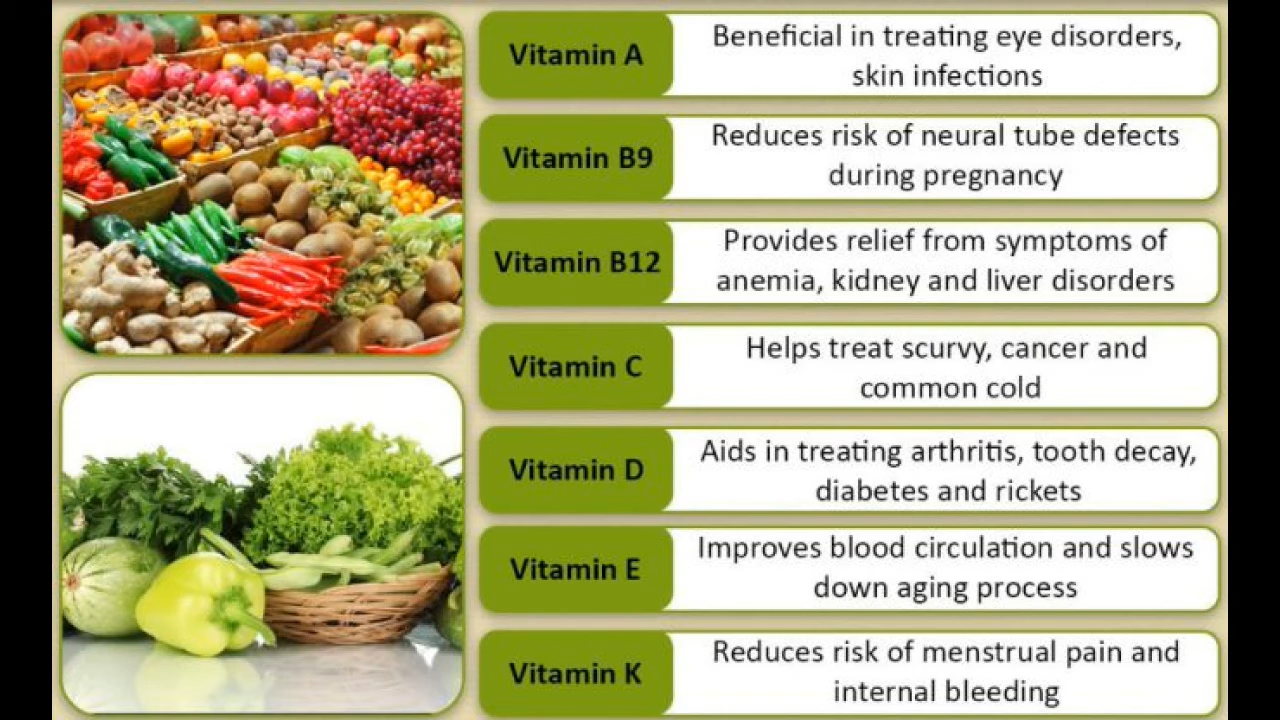 Vitamin A
Beneficial in treating eye disorders,
skin infections
Vitamin B9
Reduces risk of neural tube defects
during pregnancy
Vitamin B12
Provides relief from symptoms of
anemia, kidney and liver disorders
Vitamin C
Helps treat scurvy, cancer and
common cold
Vitamin D
Aids in treating arthritis, tooth decay,
diabetes and rickets
Vitamin E
Improves blood circulation and slows
down aging process
Vitamin K
Reduces risk of menstrual pain and
internal bleeding